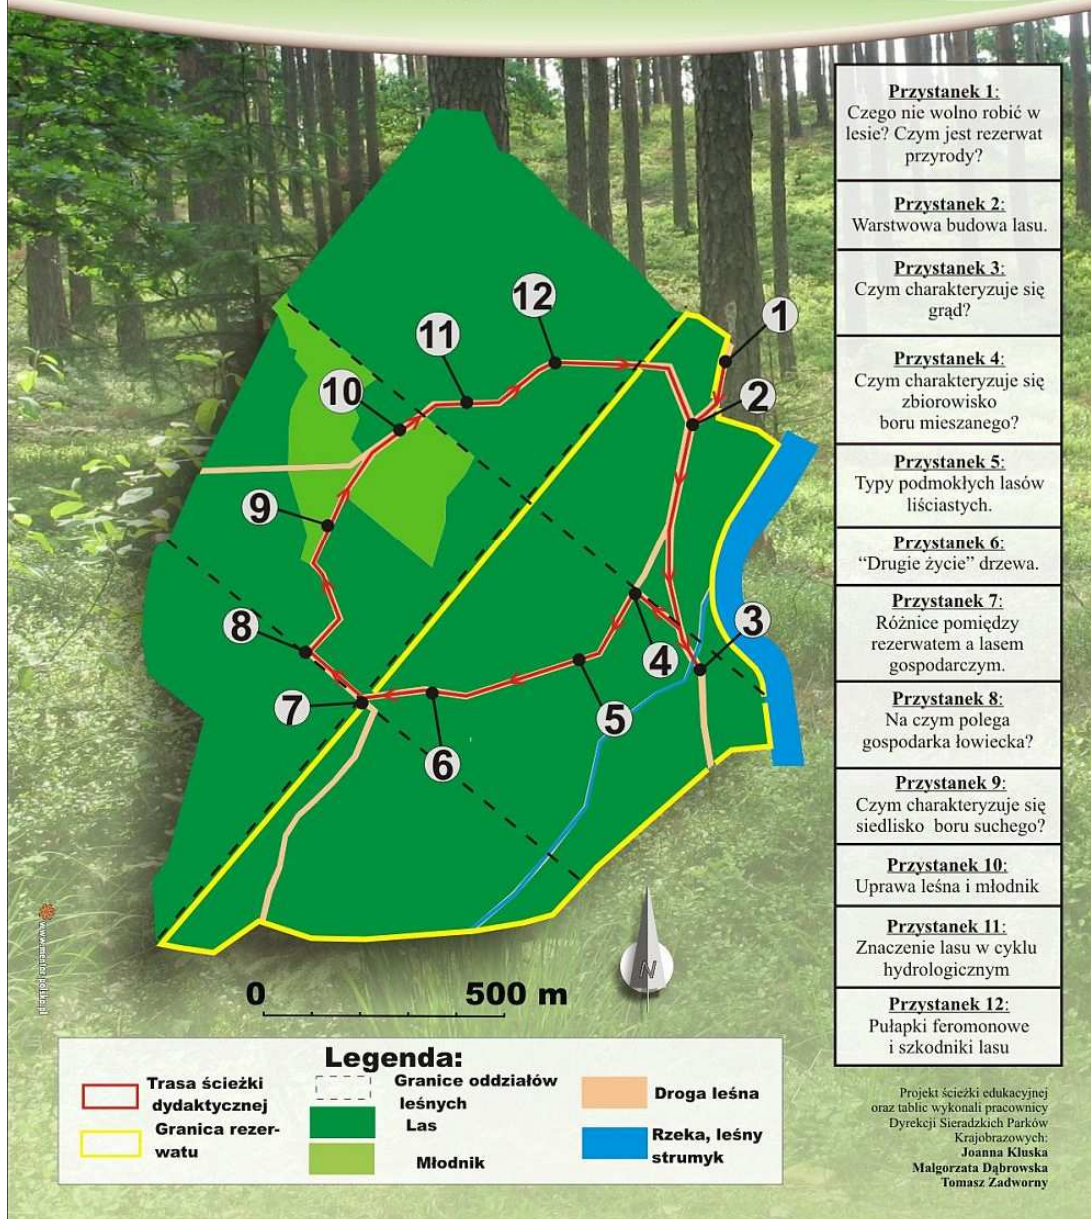 Przystanek 1:
Czego nie wolno robić w
lesie? Czym jest rezerwat
przyrody?
Przystanek 2:
Warstwowa budowa lasu.
Przystanek 3:
Czym charakteryzuje się
grąd?
Przystanek 4:
Czym charakteryzuje się
zbiorowisko
boru mieszanego?
Przystanek 5:
Typy podmokłych lasów
liściastych.
Przystanek 6:
“Drugie życie” drzewa.
Przystanek 7:
Różnice pomiędzy
rezerwatem a lasem
gospodarczym.
Przystanek 8:
Na czym polega
gospodarka łowiecka?
Przystanek 9:
Czym charakteryzuje się
siedlisko boru suchego?
Przystanek 10:
Uprawa leśna i młodnik
Przystanek 11:
Znaczenie lasu w cyklu
hydrologicznym
Przystanek 12:
Pułapki feromonowe
i szkodniki lasu
12
1
11
10
2
9
8
3
4
7
5
6
N
0
500 m
Legenda:
Trasa ścieżki
dydaktycznej
Granica rezer-
watu
Granice oddziałów
leśnych
Las
Młodnik
Droga leśna
Rzeka, leśny
strumyk
Projekt ścieżki edukacyjnej
oraz tablic wykonali pracownicy
Dyrekcji Sieradzkich Parków
Krajobrazowych:
Joanna Kluska
Małgorzata Dąbrowska
Tomasz Zadworny